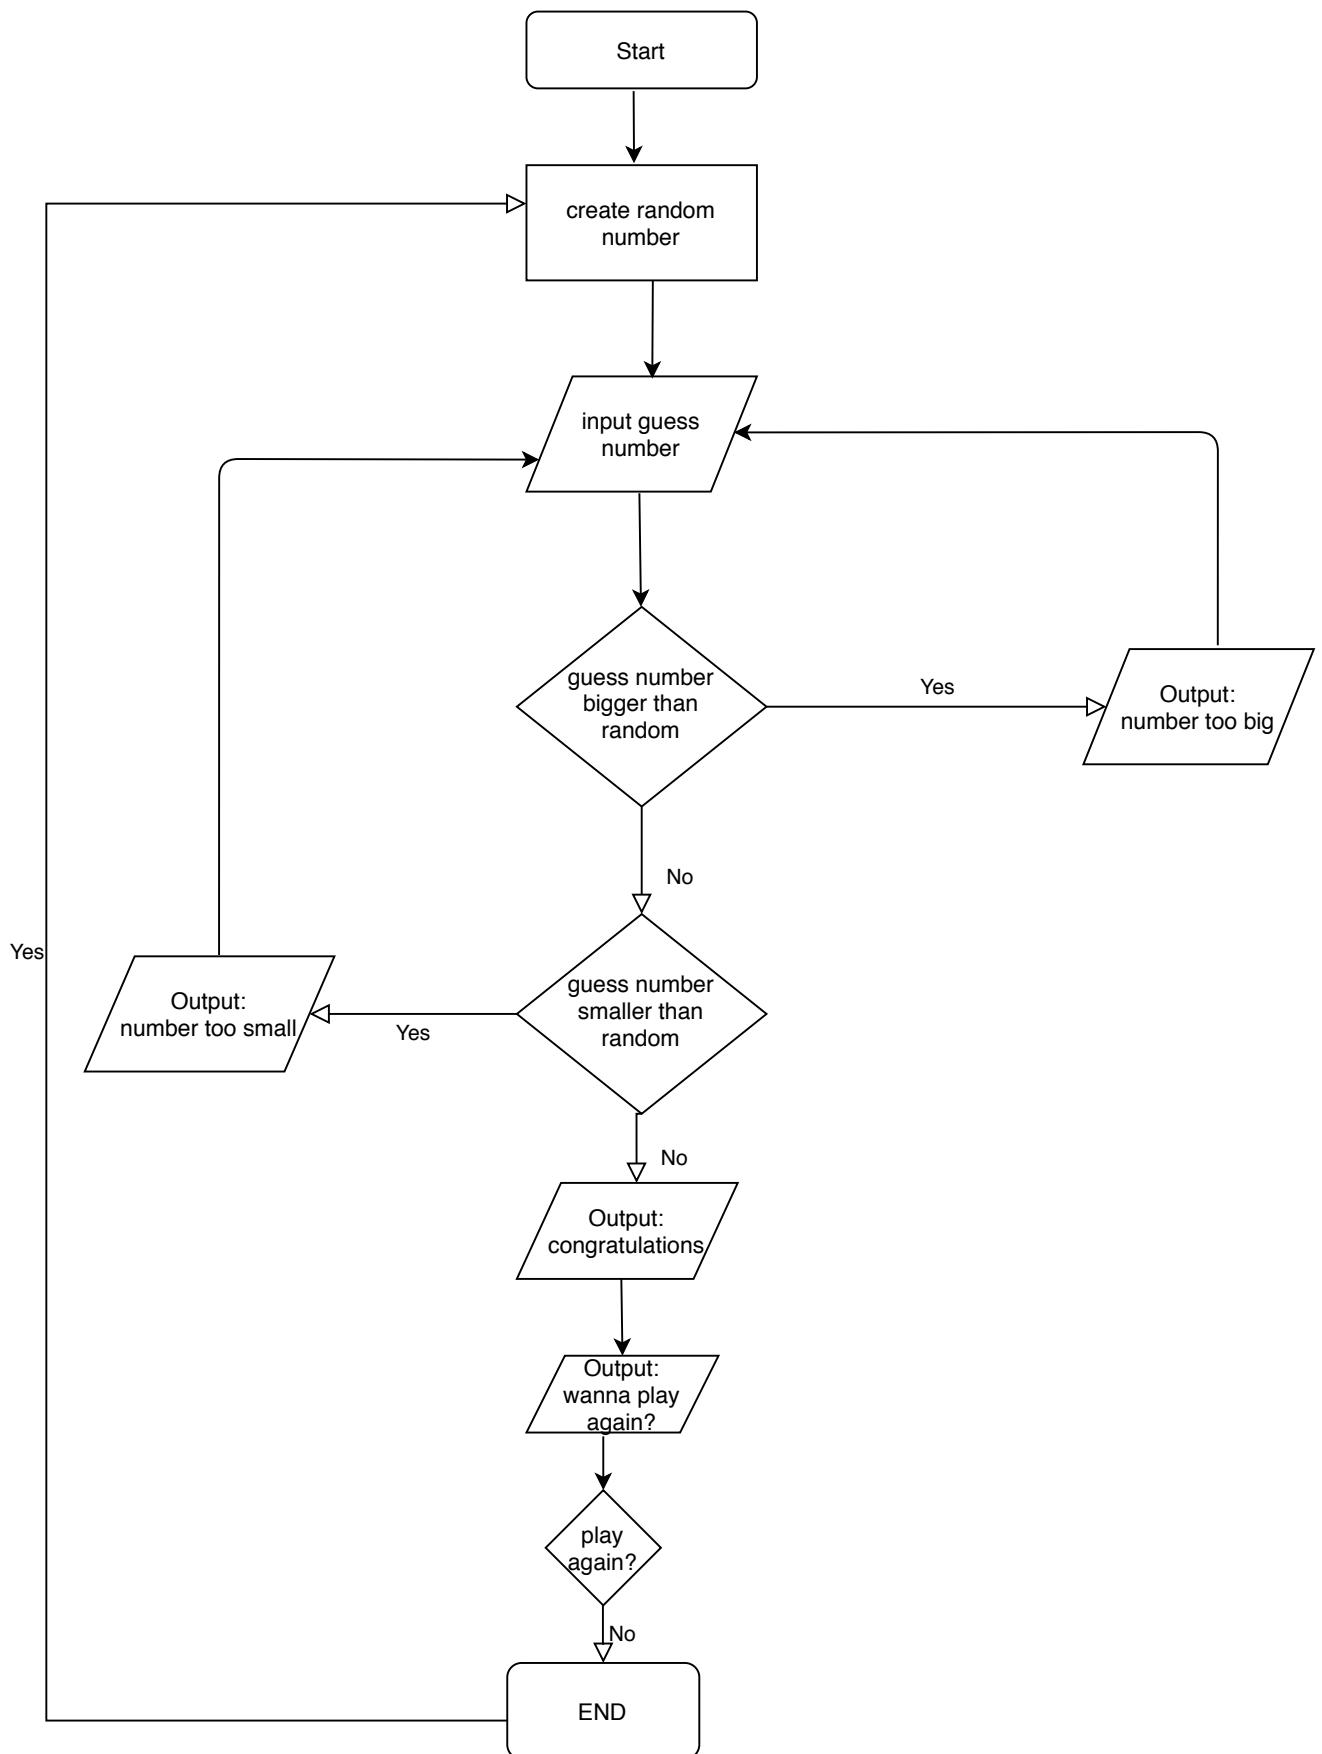 Start
create random
number
input guess
number
guess number
bigger than
random
Yes
Output:
number too big
No
guess number
smaller than
random
Yes
Output:
number too small
Yes
No
Output:
congratulations
Output:
wanna play
again?
play
again?
No
END